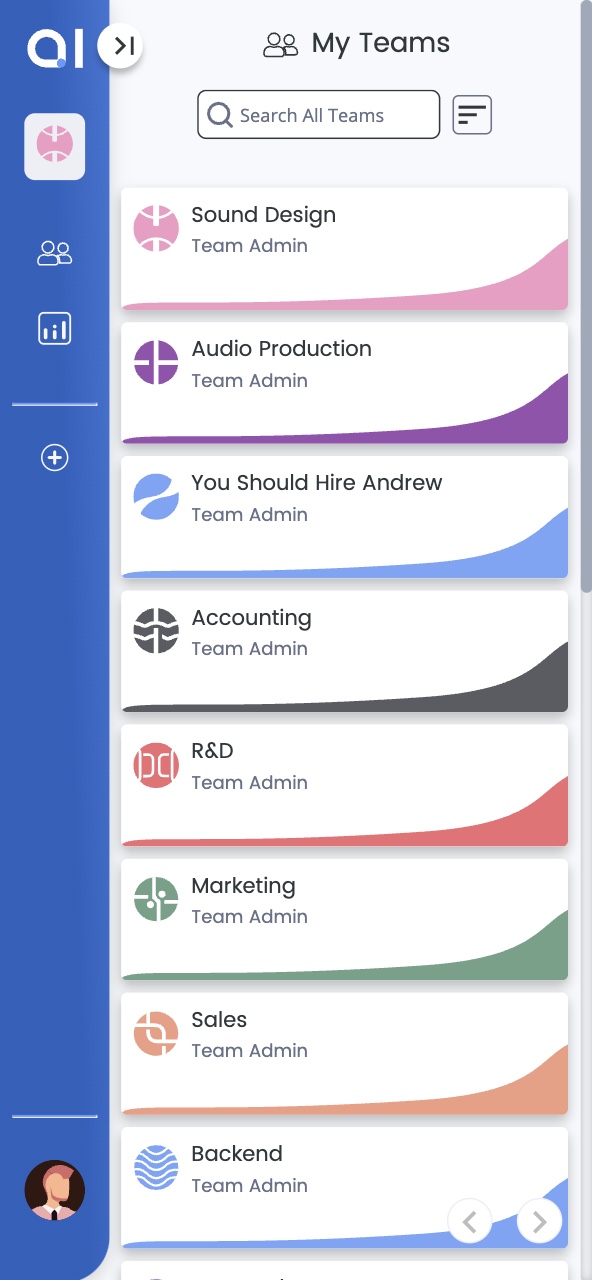 aI
My Teams
Search All Teams
Sound Design
Team Admin
Audio Production
Team Admin
You Should Hire Andrew
Team Admin
Accounting
Team Admin
R&D
Team Admin
Marketing
Team Admin
Sales
Team Admin
Backend
Team Admin